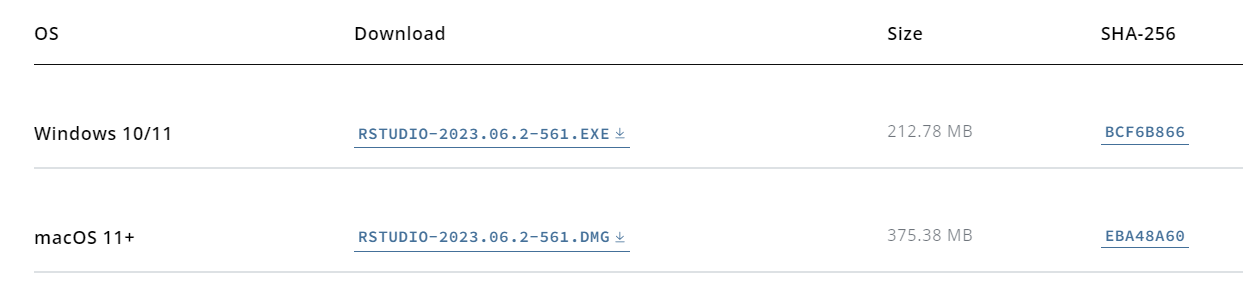 OS Download Size SHA-256
Windows 10/11 RSTUDIO-2023.06.2-561.EXE 212.78 MB BCF6B866
macOS 11+ RSTUDIO-2023.06.2-561.DMG 375.38 MB EBA48A60